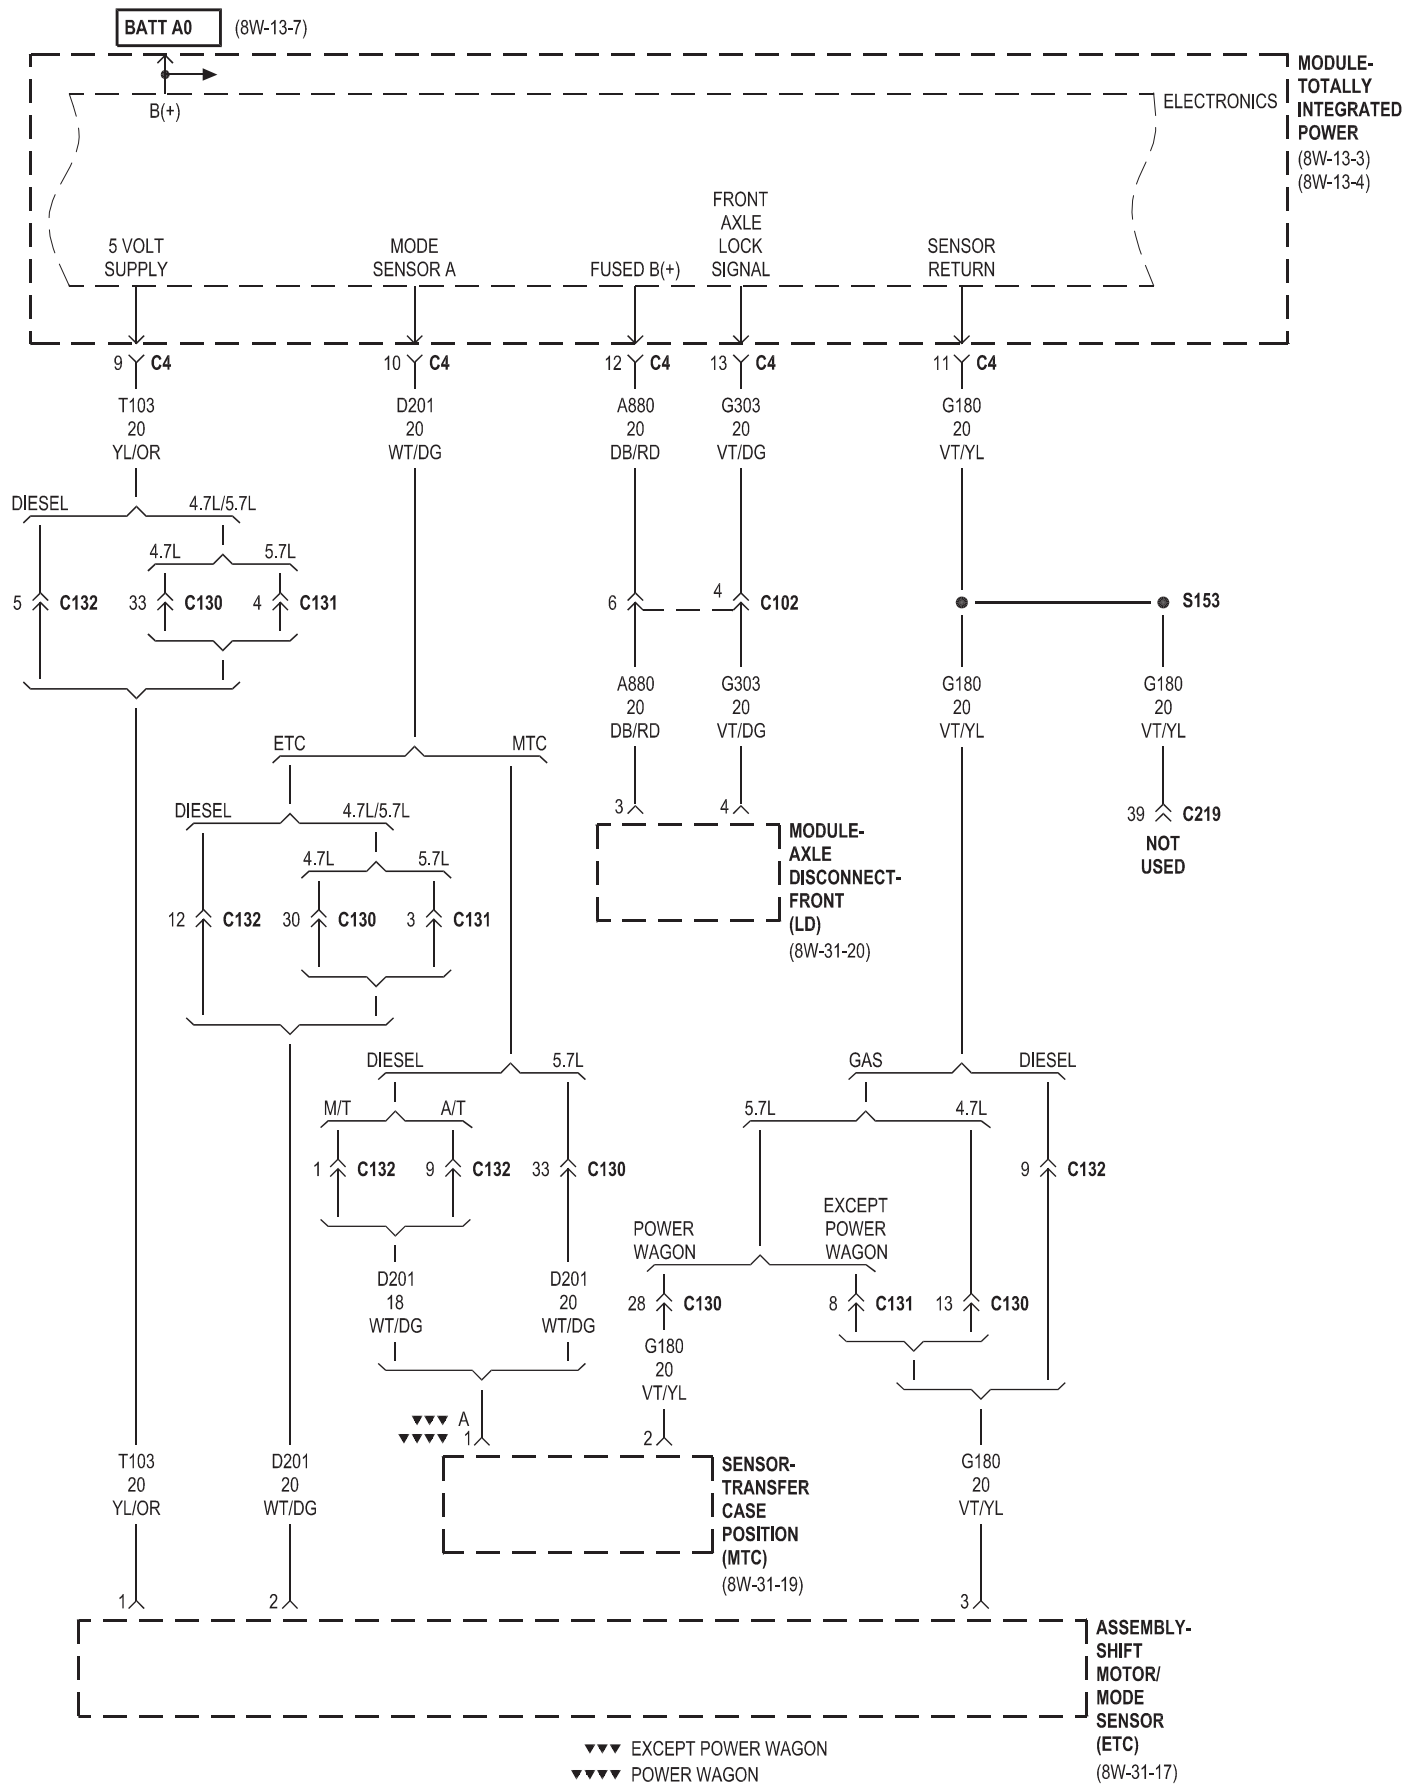 BATT A0 (8W-13-7)
MODULE-
TOTALLY
INTEGRATED
POWER
(8W-13-3)
(8W-13-4)
B(+)
ELECTRONICS
5 VOLT
SUPPLY
MODE
SENSOR A
FUSED B(+)
FRONT
AXLE
LOCK
SIGNAL
SENSOR
RETURN
9 C4
10 C4
12 C4
13 C4
11 C4
T103
20
YL/OR
D201
20
WT/DG
A880
20
DB/RD
G303
20
VT/DG
G180
20
VT/YL
DIESEL
4.7L/5.7L
4.7L
5.7L
5 C132
33 C130
4 C131
6
4
C102
S153
A880
20
DB/RD
G303
20
VT/DG
G180
20
VT/YL
G180
20
VT/YL
ETC
MTC
DIESEL
4.7L/5.7L
4.7L
5.7L
12 C132
30 C130
3 C131
3
4
MODULE-
AXLE
DISCONNECT-
FRONT
(LD)
(8W-31-20)
39 C219
NOT
USED
DIESEL
5.7L
M/T
A/T
1 C132
9 C132
33 C130
GAS
DIESEL
5.7L
4.7L
9 C132
POWER
WAGON
EXCEPT
POWER
WAGON
D201
18
WT/DG
D201
20
WT/DG
28 C130
8 C131
13 C130
G180
20
VT/YL
▼▼▼ A
▼▼▼▼ 1
2
SENSOR-
TRANSFER
CASE
POSITION
(MTC)
(8W-31-19)
T103
20
YL/OR
D201
20
WT/DG
G180
20
VT/YL
1
2
3
ASSEMBLY-
SHIFT
MOTOR/
MODE
SENSOR
(ETC)
(8W-31-17)
▼▼▼ EXCEPT POWER WAGON
▼▼▼▼ POWER WAGON